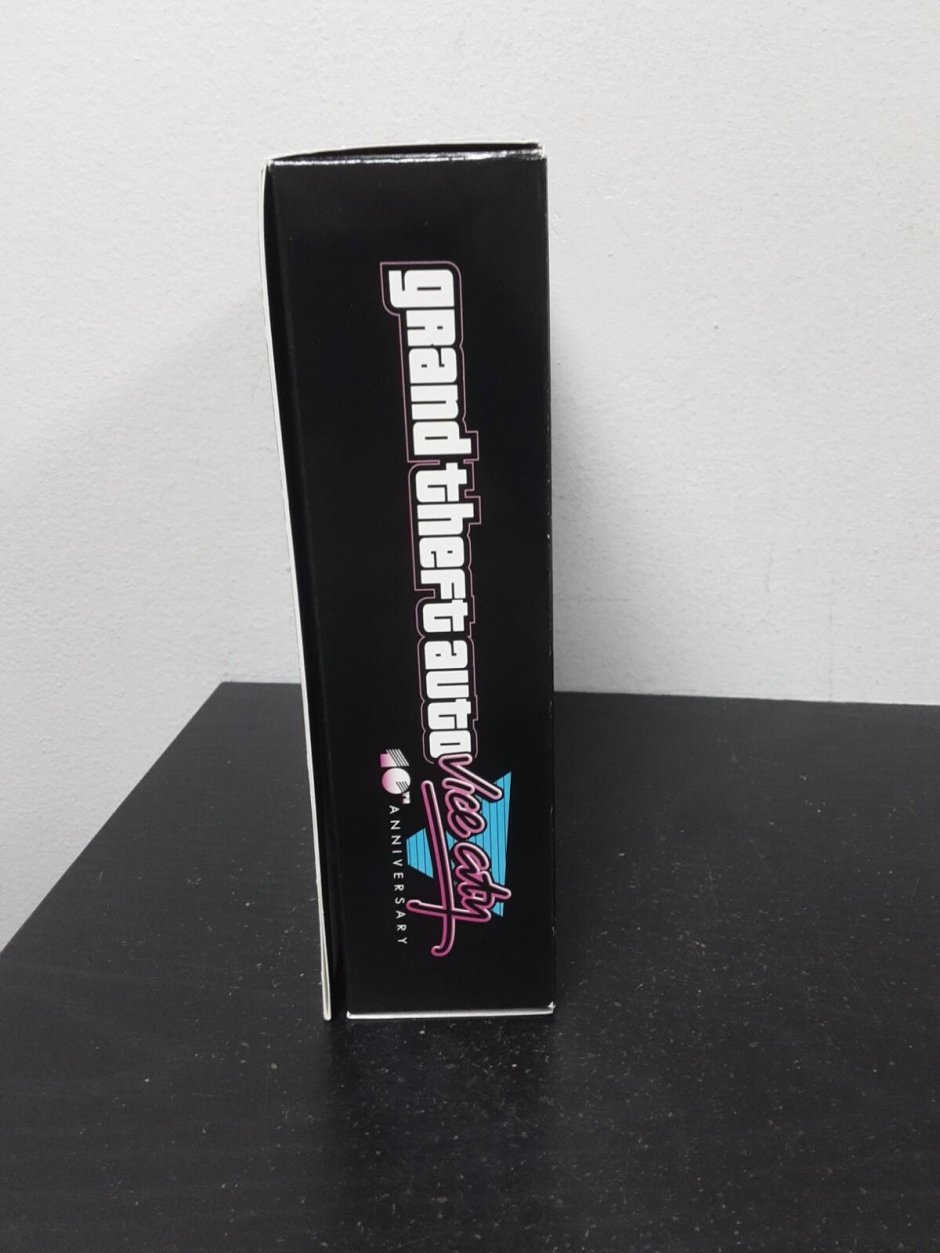 grand theft auto
Vice City
10th ANNIVERSARY